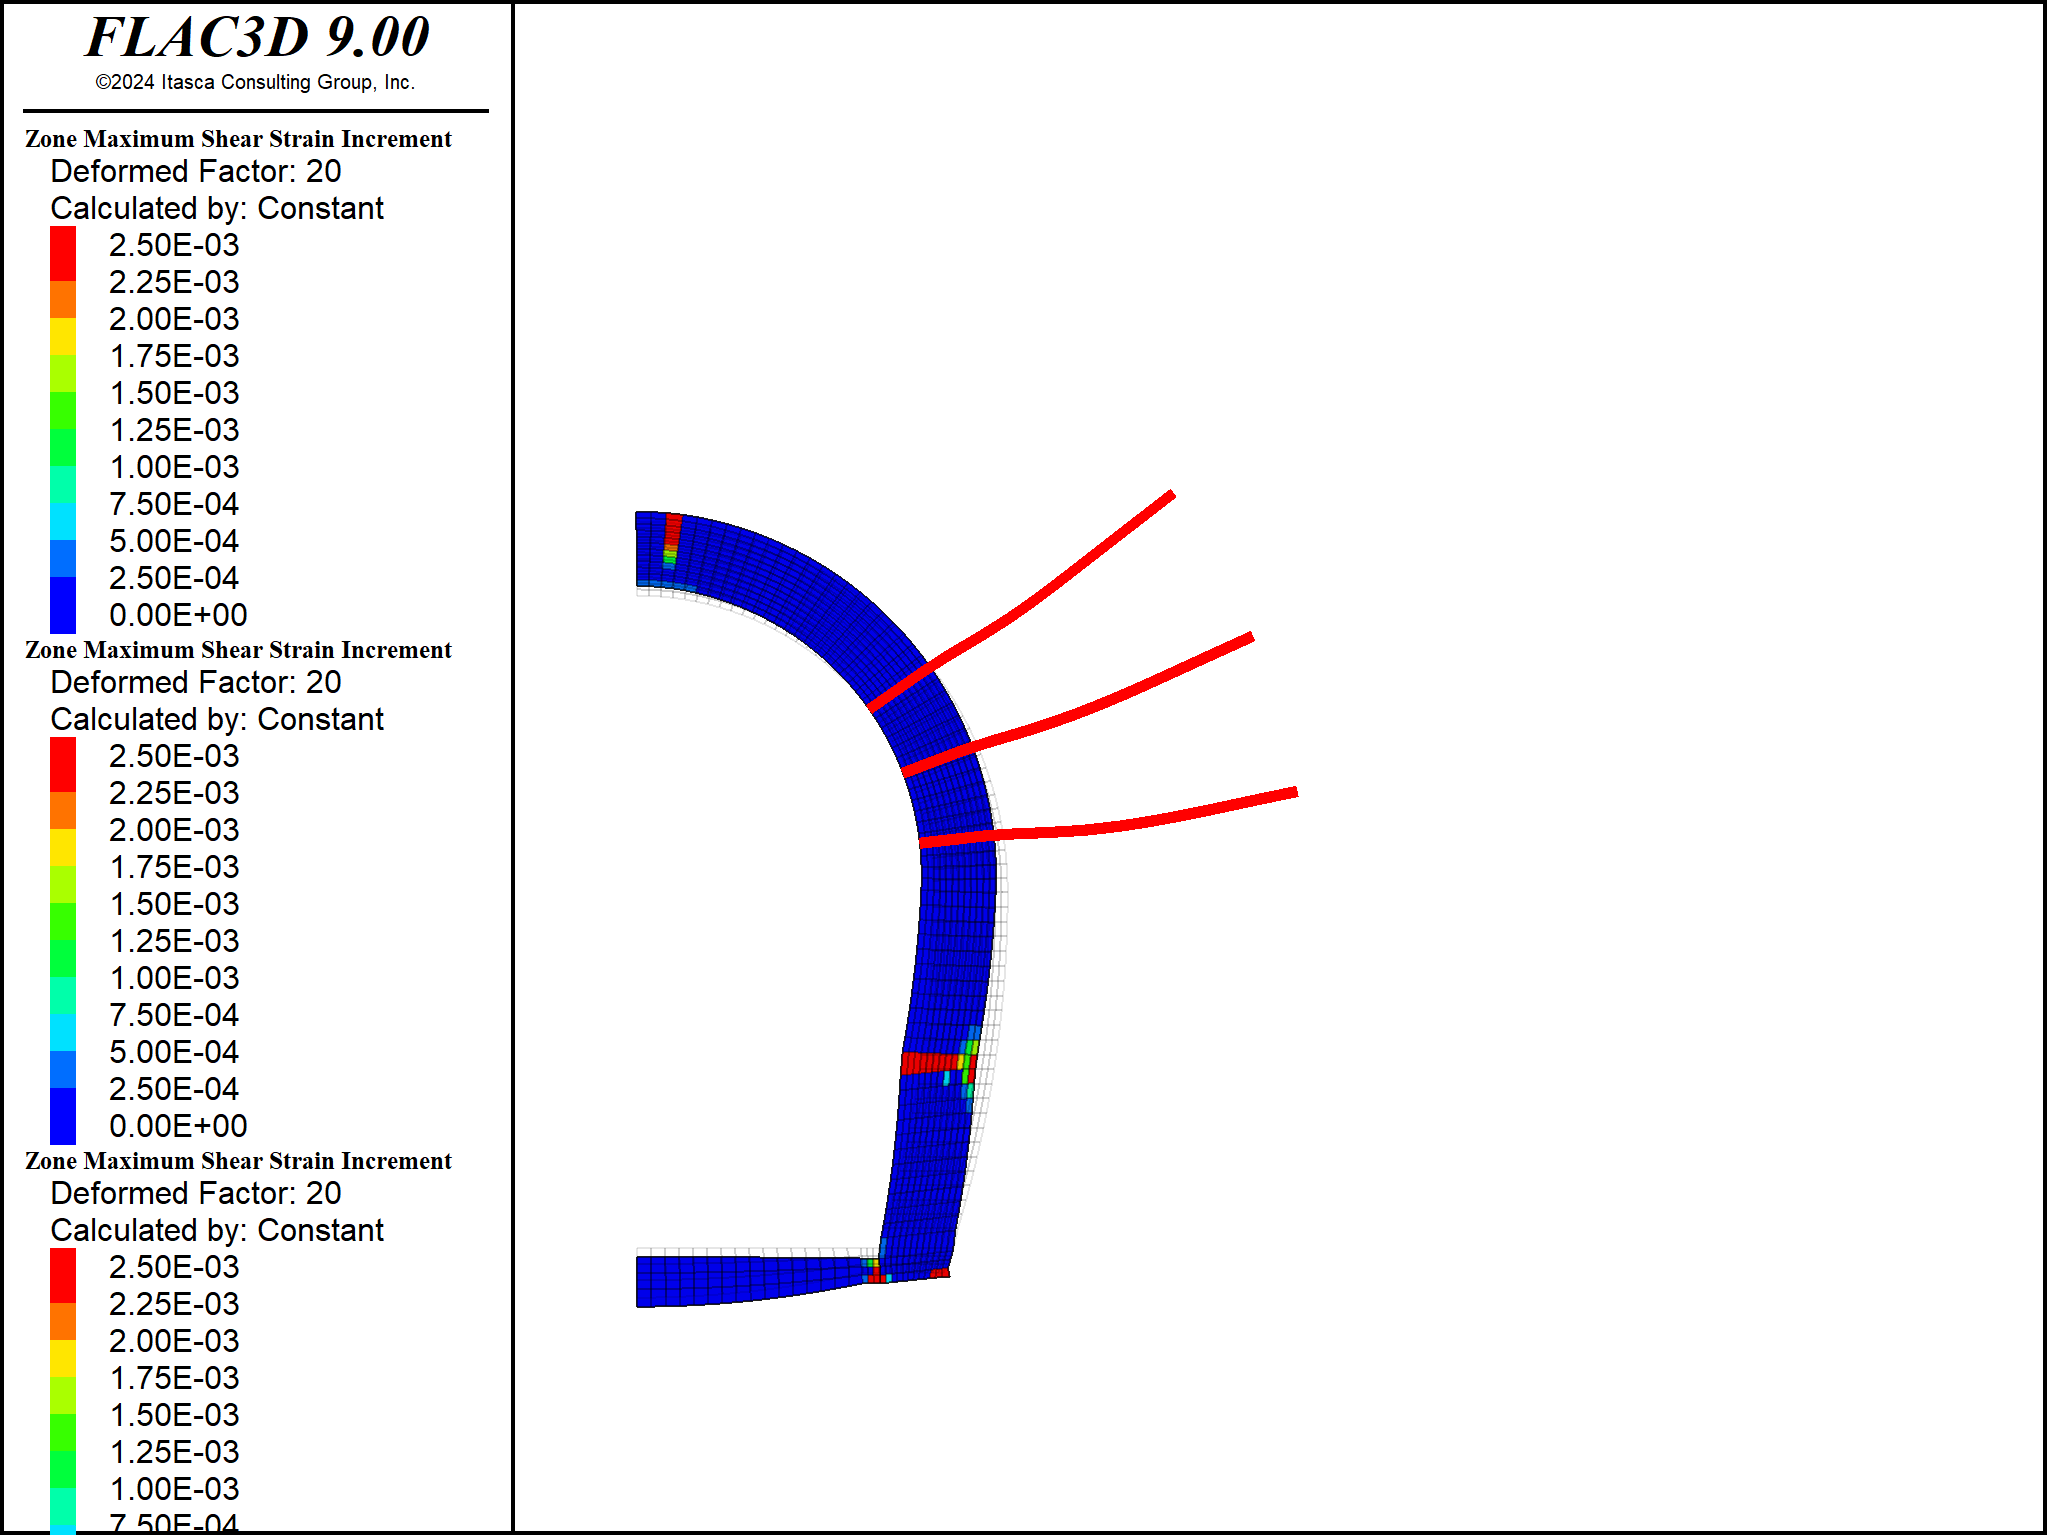 FLAC3D 9.00
©2024 Itasca Consulting Group, Inc.
Zone Maximum Shear Strain Increment
Deformed Factor: 20
Calculated by: Constant
2.50E-03
2.25E-03
2.00E-03
1.75E-03
1.50E-03
1.25E-03
1.00E-03
7.50E-04
5.00E-04
2.50E-04
0.00E+00
Zone Maximum Shear Strain Increment
Deformed Factor: 20
Calculated by: Constant
2.50E-03
2.25E-03
2.00E-03
1.75E-03
1.50E-03
1.25E-03
1.00E-03
7.50E-04
5.00E-04
2.50E-04
0.00E+00
Zone Maximum Shear Strain Increment
Deformed Factor: 20
Calculated by: Constant
2.50E-03
2.25E-03
2.00E-03
1.75E-03
1.50E-03
1.25E-03
1.00E-03
7.50E-04